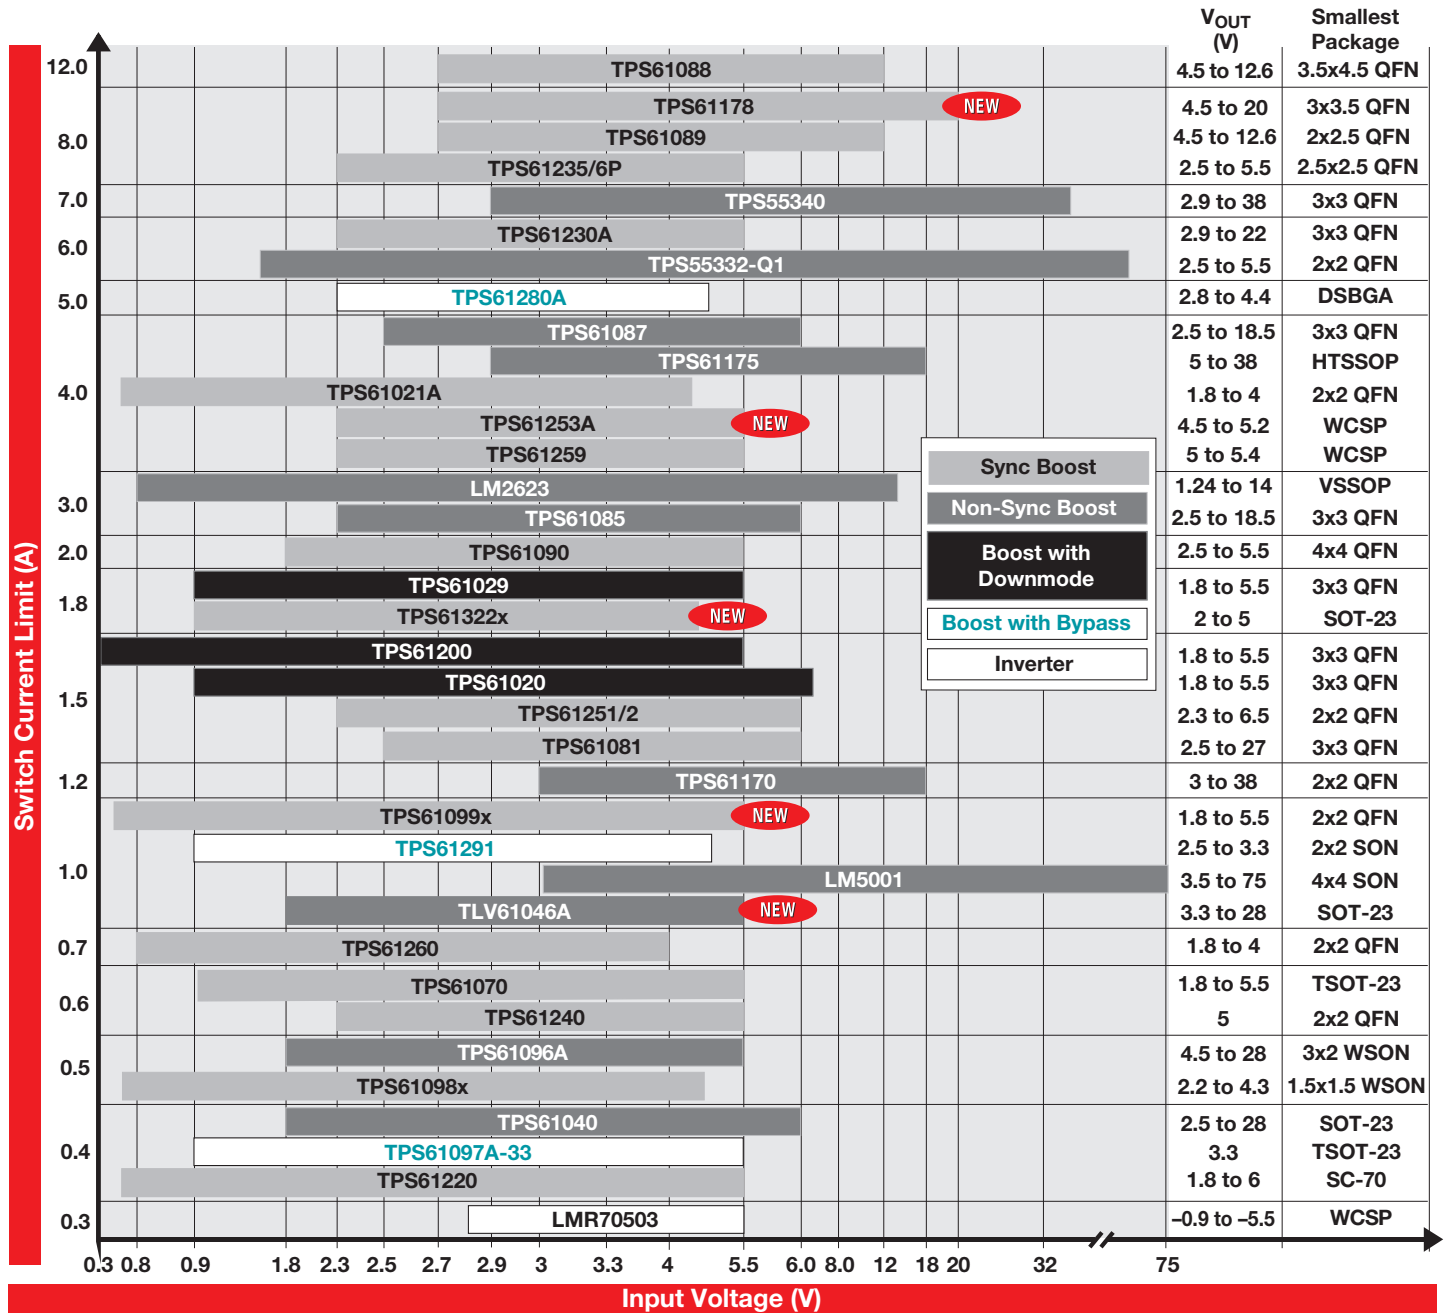 VOUT
(V)
Smallest
Package
12.0
TPS61088
4.5 to 12.6
3.5x4.5 QFN
8.0
TPS61178
NEW
4.5 to 20
3x3.5 QFN
TPS61089
4.5 to 12.6
2x2.5 QFN
TPS61235/6P
2.5 to 5.5
2.5x2.5 QFN
7.0
TPS55340
2.9 to 38
3x3 QFN
6.0
TPS61230A
2.9 to 22
3x3 QFN
TPS55332-Q1
2.5 to 5.5
2x2 QFN
5.0
TPS61280A
2.8 to 4.4
DSBGA
4.0
TPS61087
2.5 to 18.5
3x3 QFN
TPS61175
5 to 38
HTSSOP
TPS61021A
1.8 to 4
2x2 QFN
TPS61253A
NEW
4.5 to 5.2
WCSP
TPS61259
5 to 5.4
WCSP
3.0
LM2623
1.24 to 14
VSSOP
TPS61085
2.5 to 18.5
3x3 QFN
2.0
TPS61090
2.5 to 5.5
4x4 QFN
1.8
TPS61029
1.8 to 5.5
3x3 QFN
TPS61322x
NEW
2 to 5
SOT-23
1.5
TPS61200
1.8 to 5.5
3x3 QFN
TPS61020
1.8 to 5.5
3x3 QFN
TPS61251/2
2.3 to 6.5
2x2 QFN
TPS61081
2.5 to 27
3x3 QFN
1.2
TPS61170
3 to 38
2x2 QFN
1.0
TPS61099x
NEW
1.8 to 5.5
2x2 QFN
TPS61291
2.5 to 3.3
2x2 SON
LM5001
3.5 to 75
4x4 SON
TLV61046A
NEW
3.3 to 28
SOT-23
0.7
TPS61260
1.8 to 4
2x2 QFN
0.6
TPS61070
1.8 to 5.5
TSOT-23
TPS61240
5
2x2 QFN
0.5
TPS61096A
4.5 to 28
3x2 WSON
TPS61098x
2.2 to 4.3
1.5x1.5 WSON
0.4
TPS61040
2.5 to 28
SOT-23
TPS61097A-33
3.3
TSOT-23
TPS61220
1.8 to 6
SC-70
0.3
LMR70503
–0.9 to –5.5
WCSP
Sync Boost
Non-Sync Boost
Boost with
Downmode
Boost with Bypass
Inverter
Switch Current Limit (A)
0.3 0.8 0.9 1.8 2.3 2.5 2.7 2.9 3 3.3 4 5.5 6.0 8.0 12 18 20 32 75
Input Voltage (V)